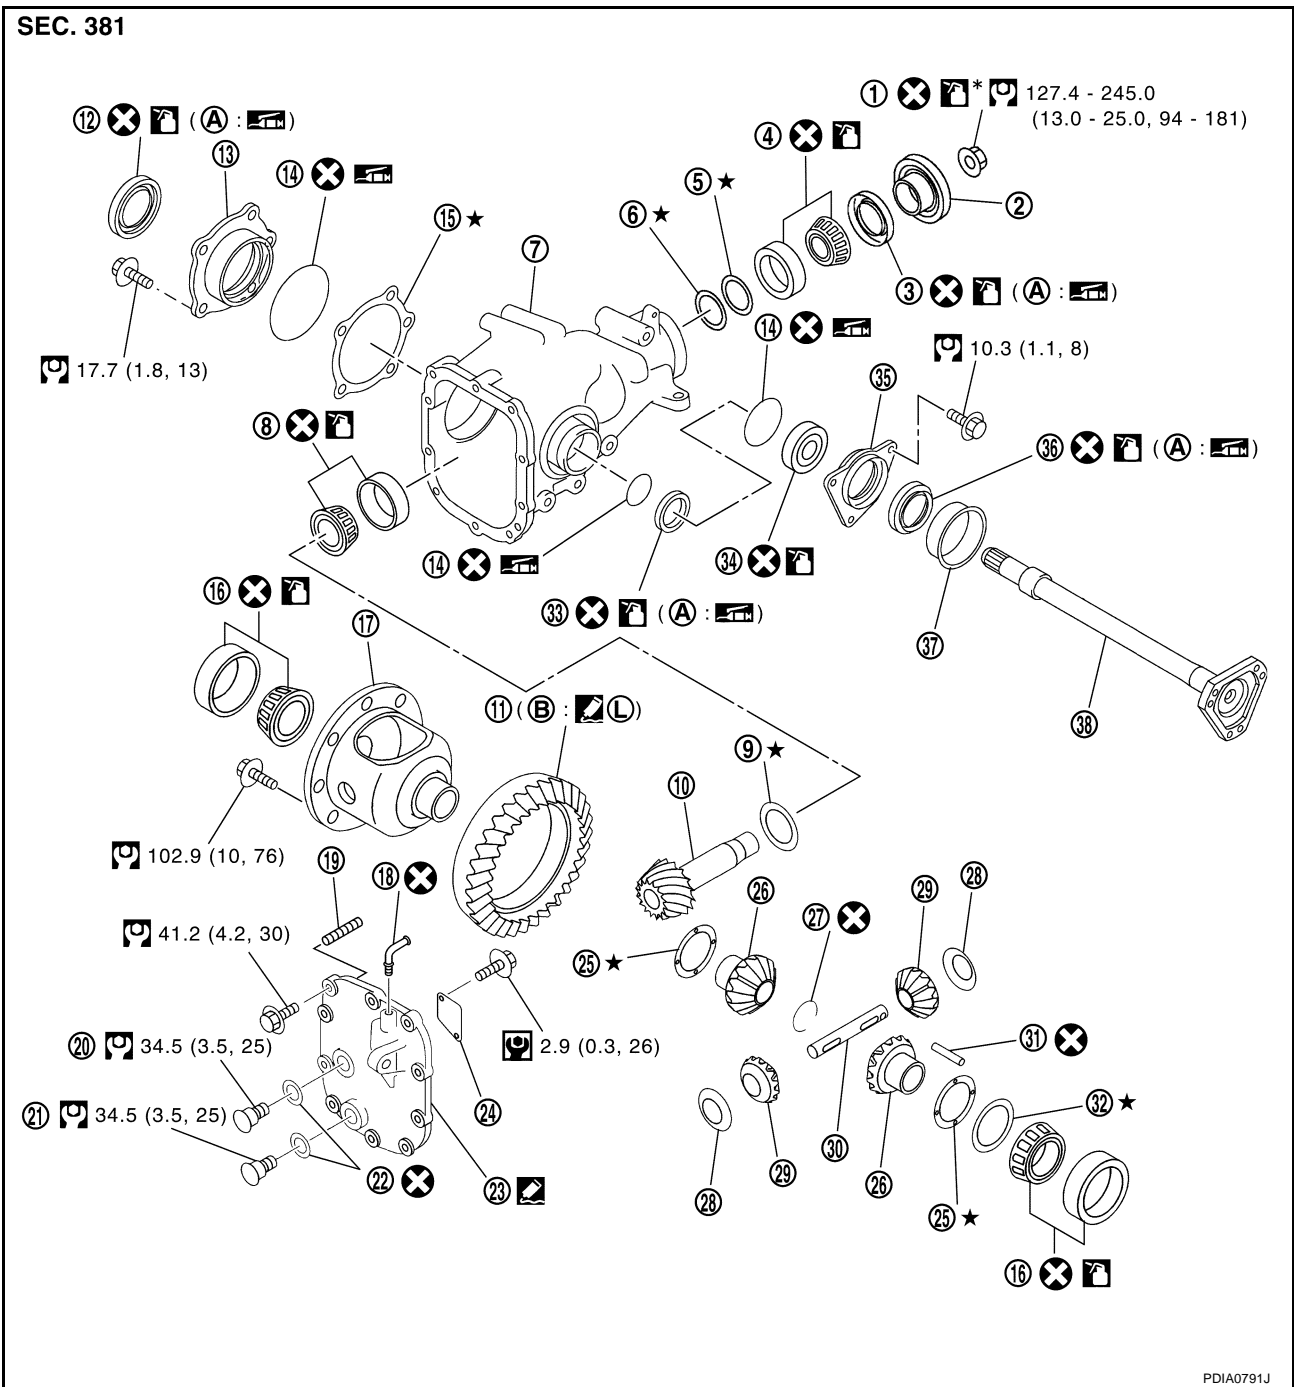 SEC. 381
① * 127.4 - 245.0
(13.0 - 25.0, 94 - 181)
⑫ (Ⓐ : )
⑬
④
⑭
⑤ ★
②
⑥ ★
⑮ ★
⑦
③ (Ⓐ : )
⑭
10.3 (1.1, 8)
17.7 (1.8, 13)
㉟
⑧
㊱ (Ⓐ : )
⑭
㉞
⑯
㉝ (Ⓐ : )
⑰
㊲
⑪ (Ⓑ : Ⓛ)
㊳
⑨ ★
⑩
102.9 (10, 76)
⑲
⑱
㉖
㉙
㉘
㉗
41.2 (4.2, 30)
㉕ ★
⑳ 34.5 (3.5, 25)
2.9 (0.3, 26)
㉛
㉑ 34.5 (3.5, 25)
㉔
㉜ ★
㉚
㉒
㉙
㉖
㉓
㉘
㉕ ★
⑯
PDIA0791J